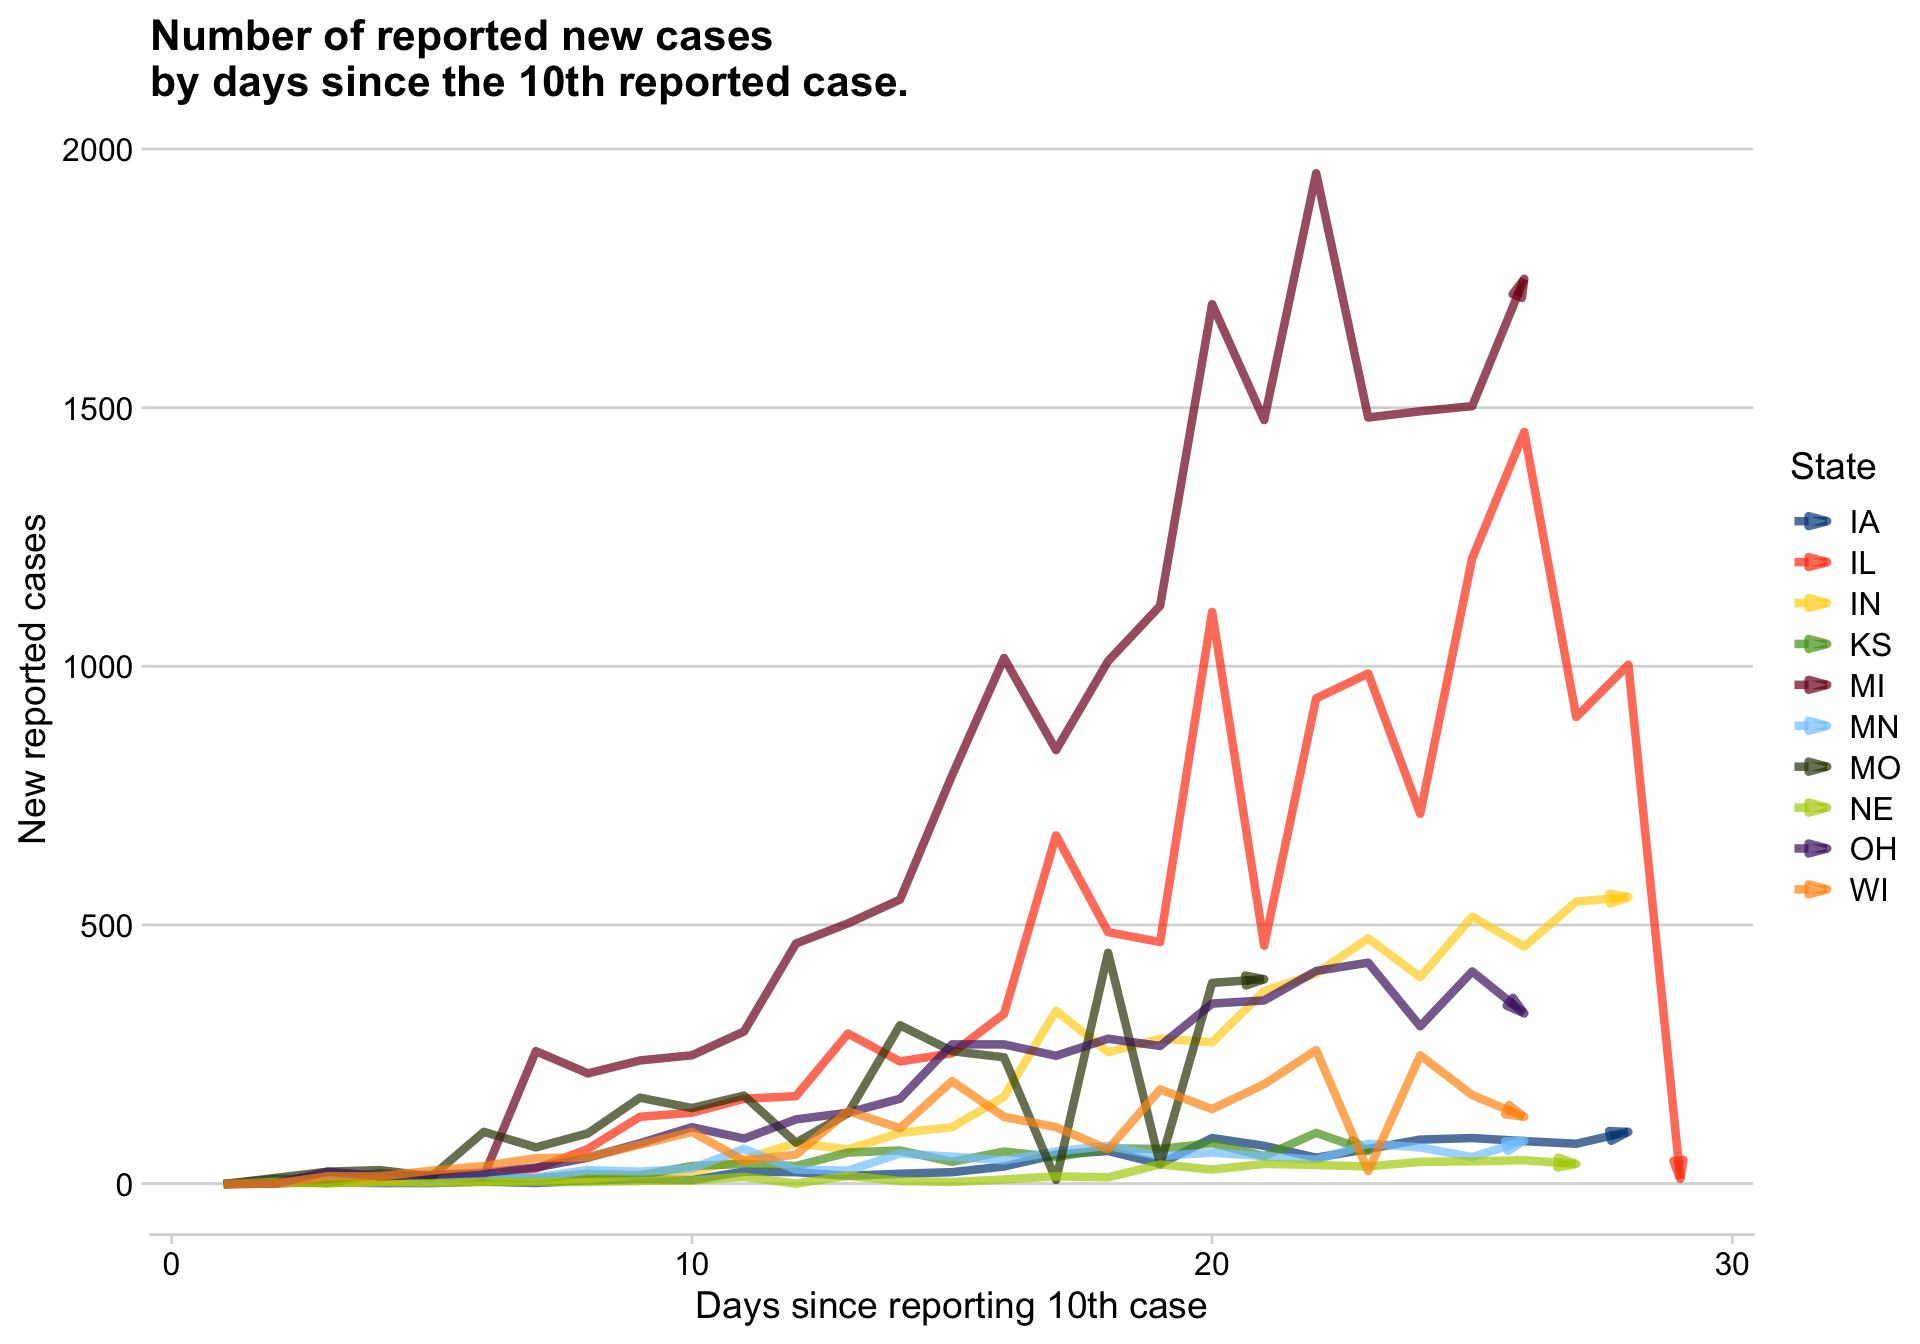 Number of reported new cases
by days since the 10th reported case.
2000
1500
1000
500
0
New reported cases
0 10 20 30
Days since reporting 10th case
State
IA
IL
IN
KS
MI
MN
MO
NE
OH
WI